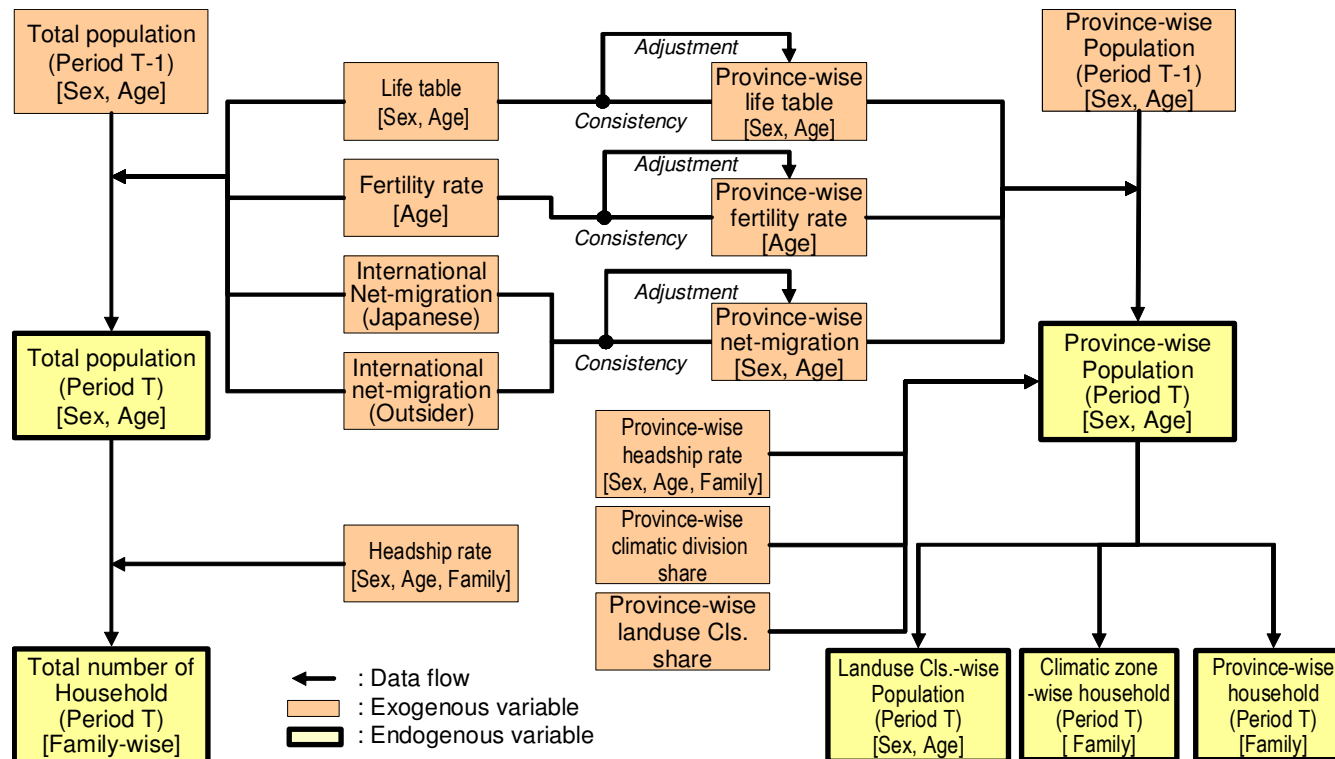 Total population
(Period T-1)
[Sex, Age]
Life table
[Sex, Age]
Adjustment
Consistency
Province-wise
life table
[Sex, Age]
Province-wise
Population
(Period T-1)
[Sex, Age]
Fertility rate
[Age]
Adjustment
Consistency
Province-wise
fertility rate
[Age]
International
Net-migration
(Japanese)
International
net-migration
(Outsider)
Adjustment
Consistency
Province-wise
net-migration
[Sex, Age]
Total population
(Period T)
[Sex, Age]
Province-wise
Population
(Period T)
[Sex, Age]
Province-wise
headship rate
[Sex, Age, Family]
Province-wise
climatic division
share
Province-wise
landuse Cls.
share
Headship rate
[Sex, Age, Family]
Total number of
Household
(Period T)
[Family-wise]
: Data flow
: Exogenous variable
: Endogenous variable
Landuse Cls.-wise
Population
(Period T)
[Sex, Age]
Climatic zone
-wise household
(Period T)
[ Family]
Province-wise
household
(Period T)
[Family]